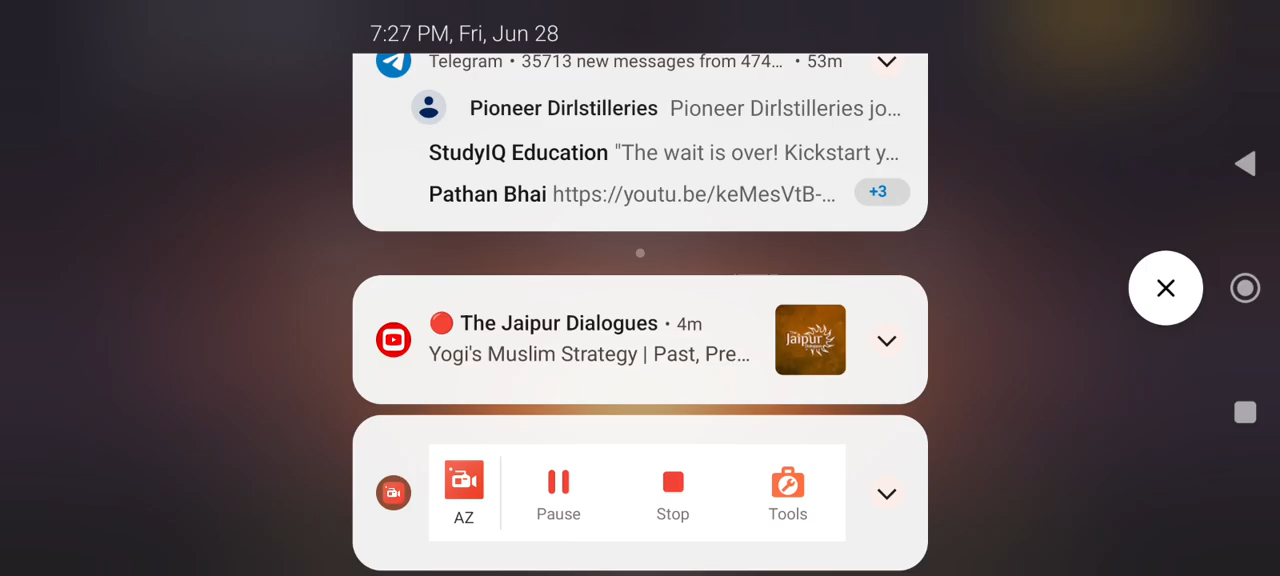 7:27 PM, Fri, Jun 28
Telegram • 35713 new messages from 474… • 53m
Pioneer Dirlstilleries Pioneer Dirlstilleries jo…
StudyIQ Education "The wait is over! Kickstart y…
Pathan Bhai https://youtu.be/keMesVtB-… +3
🔴 The Jaipur Dialogues • 4m
Yogi's Muslim Strategy | Past, Pre…
Jaipur
AZ
Pause
Stop
Tools